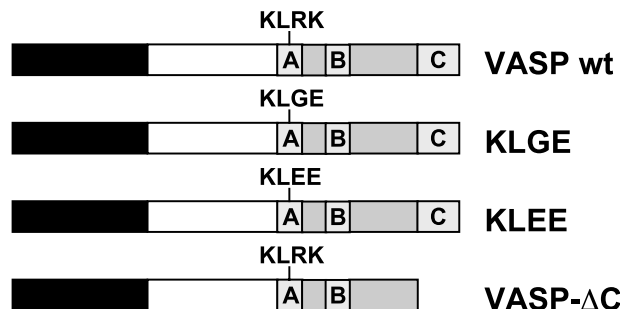 KLRK
A B C VASP wt
KLGE
A B C KLGE
KLEE
A B C KLEE
KLRK
A B VASP-ΔC